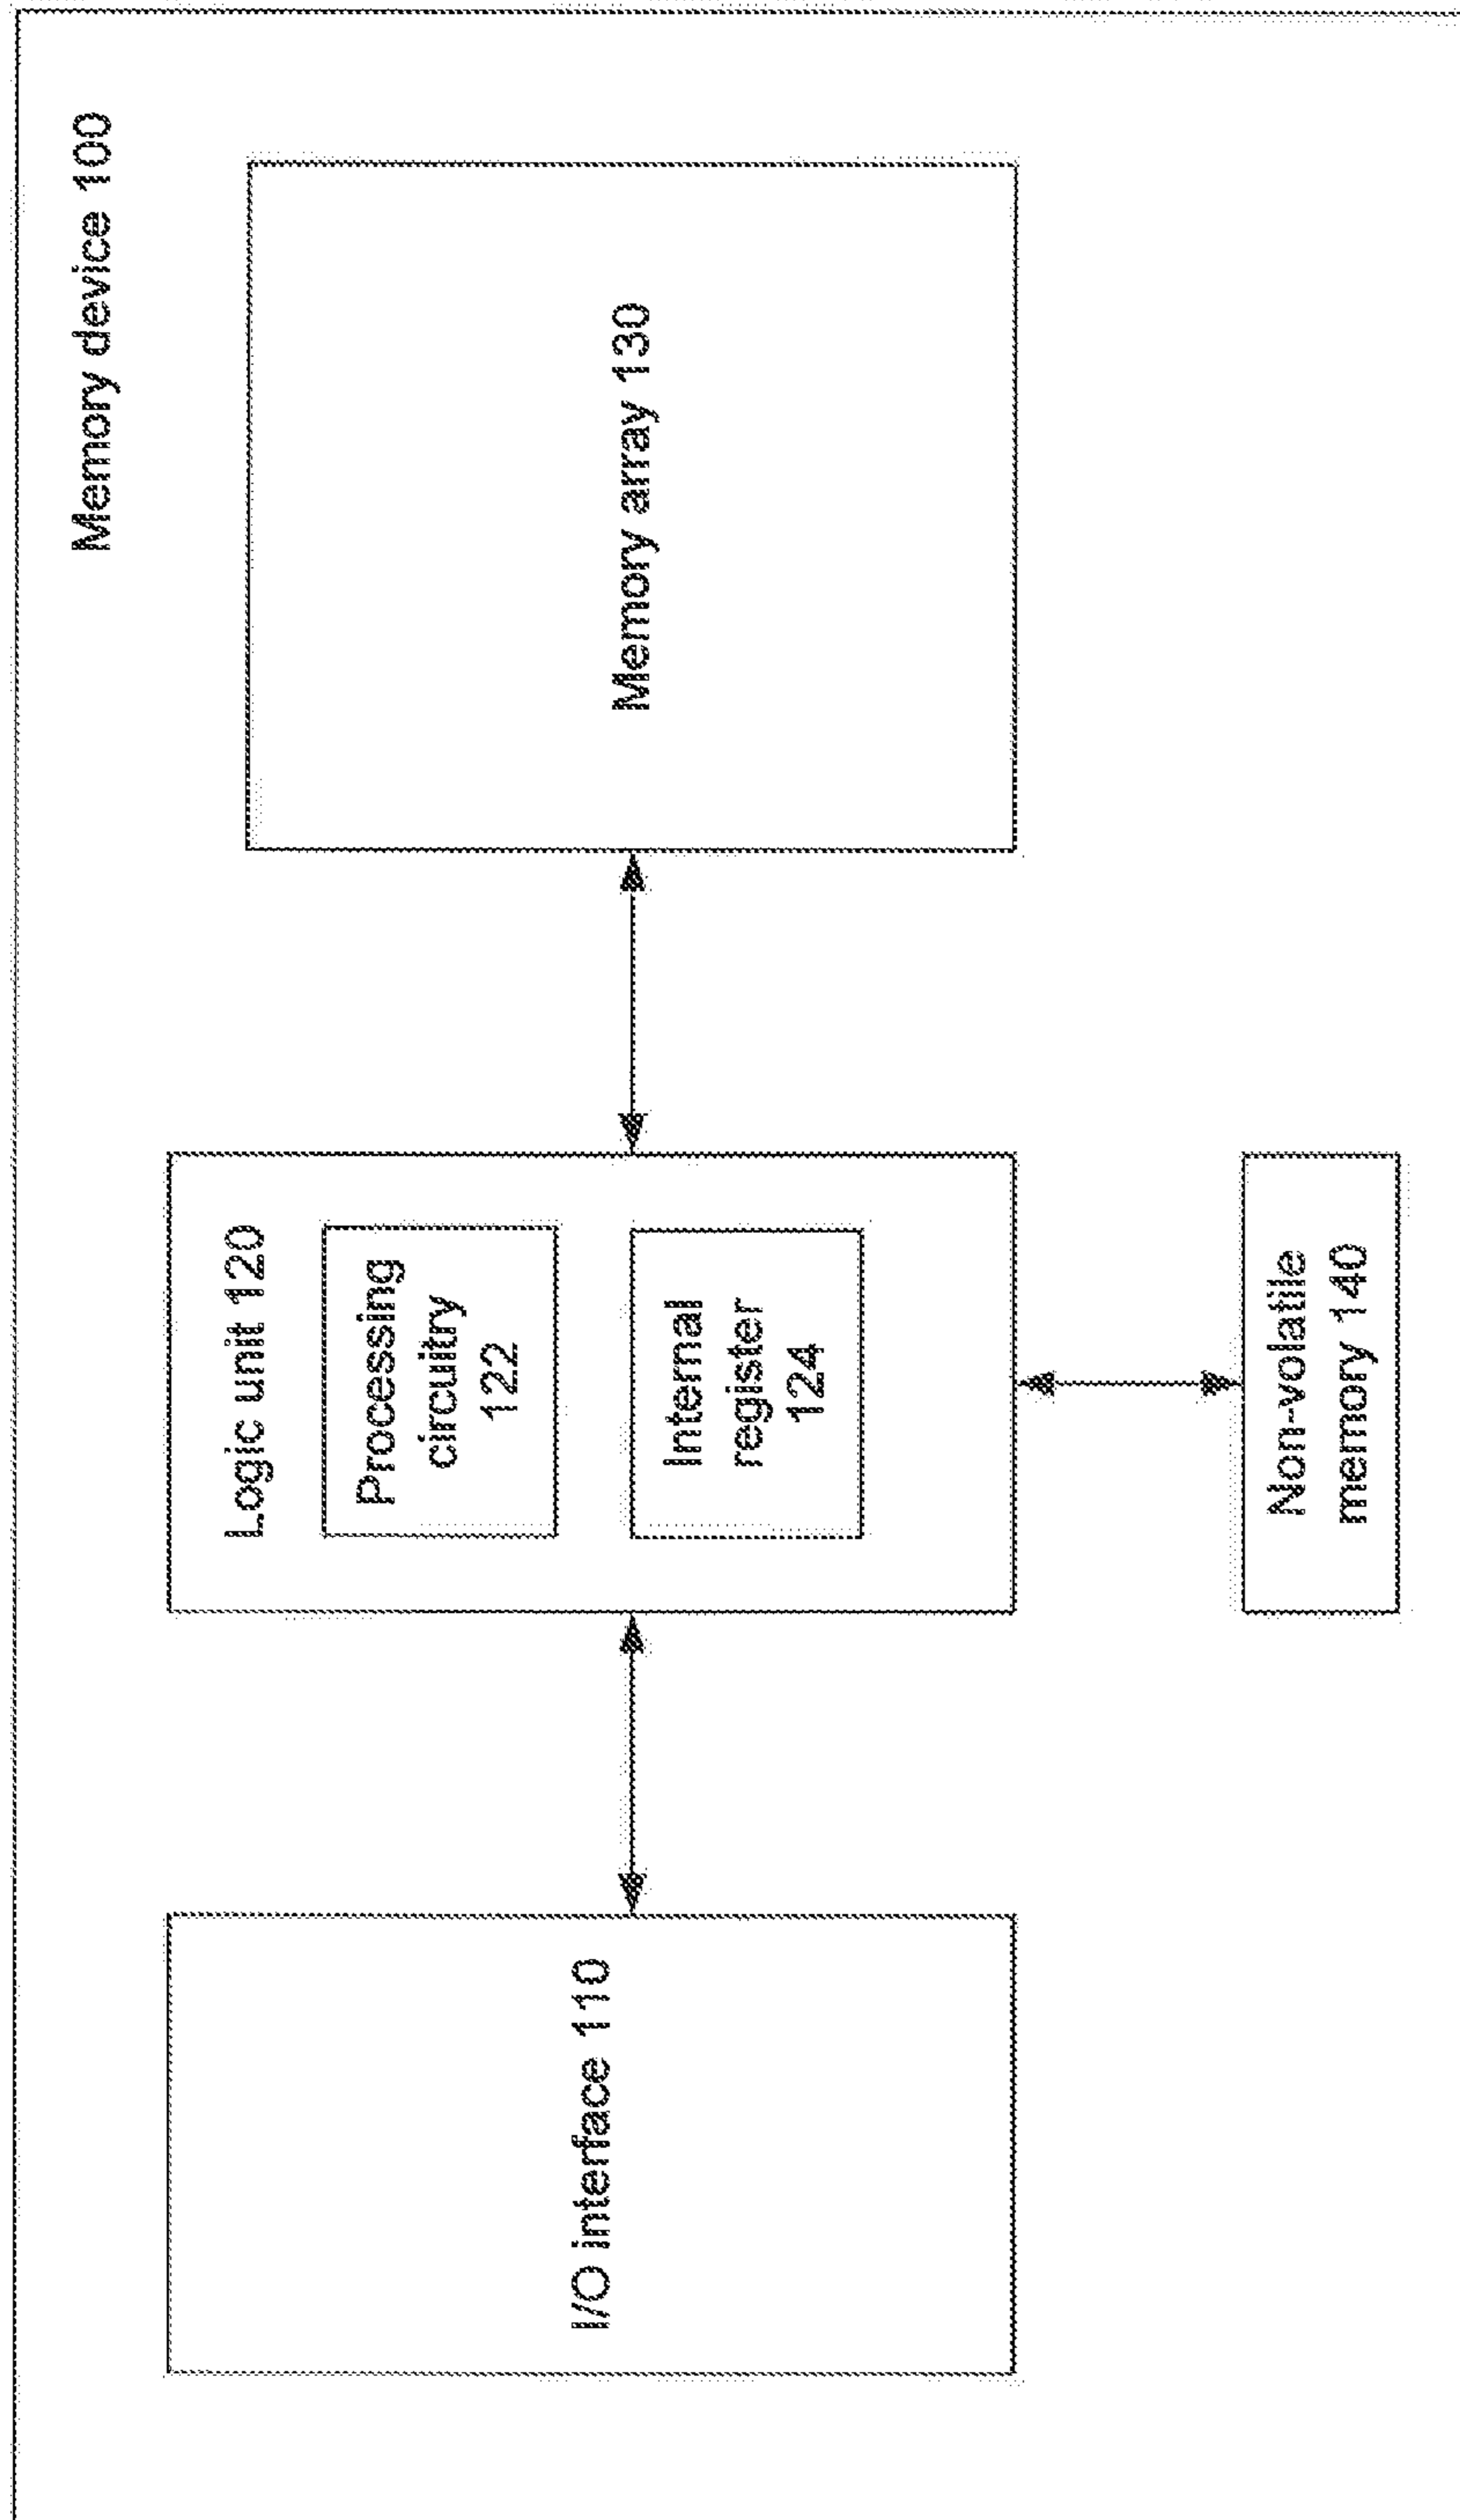 Memory device 100
I/O interface 110
Logic unit 120
Processing
circuitry
122
Internal
register
124
Memory array 130
Non-volatile
memory 140